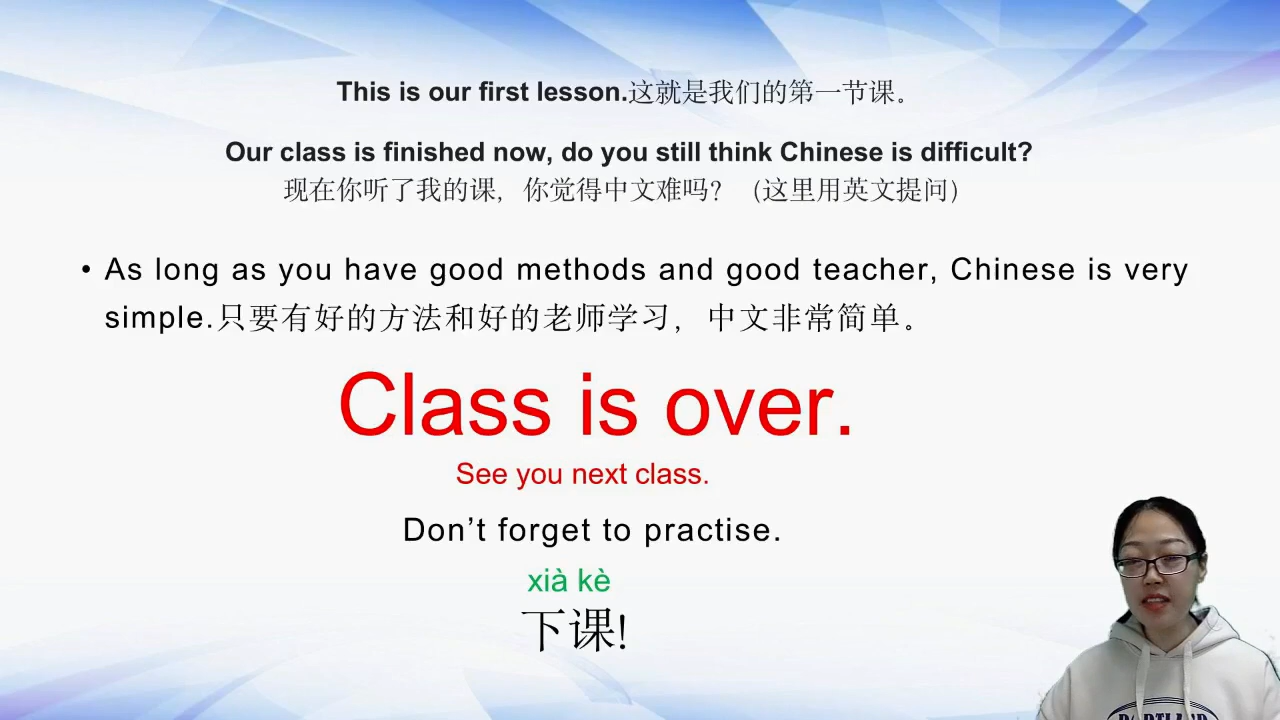 This is our first lesson.这就是我们的第一节课。
Our class is finished now, do you still think Chinese is difficult?
现在你听了我的课，你觉得中文难吗？（这里用英文提问）
• As long as you have good methods and good teacher, Chinese is very
simple.只要有好的方法和好的老师学习，中文非常简单。
Class is over.
See you next class.
Don’t forget to practise.
xià kè
下课!